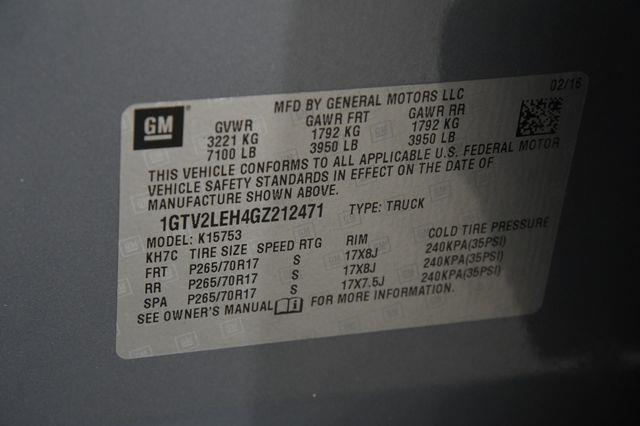 02/16
MFD BY GENERAL MOTORS LLC
GM
GVWR GAWR FRT GAWR RR
3221 KG 1792 KG 1792 KG
7100 LB 3950 LB 3950 LB
THIS VEHICLE CONFORMS TO ALL APPLICABLE U.S. FEDERAL MOTOR
VEHICLE SAFETY STANDARDS IN EFFECT ON THE DATE OF
MANUFACTURE SHOWN ABOVE.
1GTV2LEH4GZ212471 TYPE: TRUCK
MODEL: K15753
KH7C TIRE SIZE SPEED RTG RIM COLD TIRE PRESSURE
FRT P265/70R17 S 17X8J 240KPA(35PSI)
RR P265/70R17 S 17X8J 240KPA(35PSI)
SPA P265/70R17 S 17X7.5J 240KPA(35PSI)
SEE OWNER'S MANUAL i FOR MORE INFORMATION.